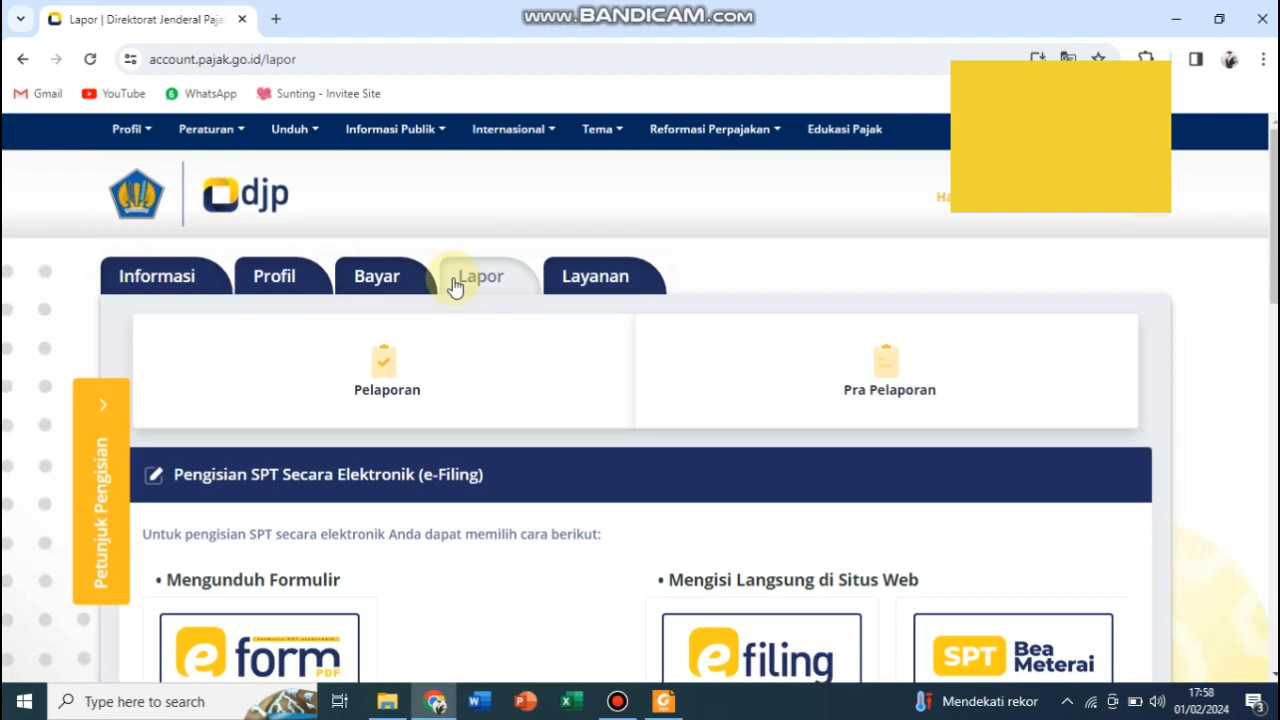 www.BANDICAM.com
Lapor | Direktorat Jenderal Paja
account.pajak.go.id/lapor
Gmail YouTube WhatsApp Sunting - Invitee Site
Profil Peraturan Unduh Informasi Publik Internasional Tema Reformasi Perpajakan Edukasi Pajak
djp
Informasi Profil Bayar Lapor Layanan
Pelaporan Pra Pelaporan
Petunjuk Pengisian
Pengisian SPT Secara Elektronik (e-Filing)
Untuk pengisian SPT secara elektronik Anda dapat memilih cara berikut:
• Mengunduh Formulir • Mengisi Langsung di Situs Web
e form PDF
e filing
SPT Bea Meterai
Type here to search
Mendekati rekor
17:58
01/02/2024
3